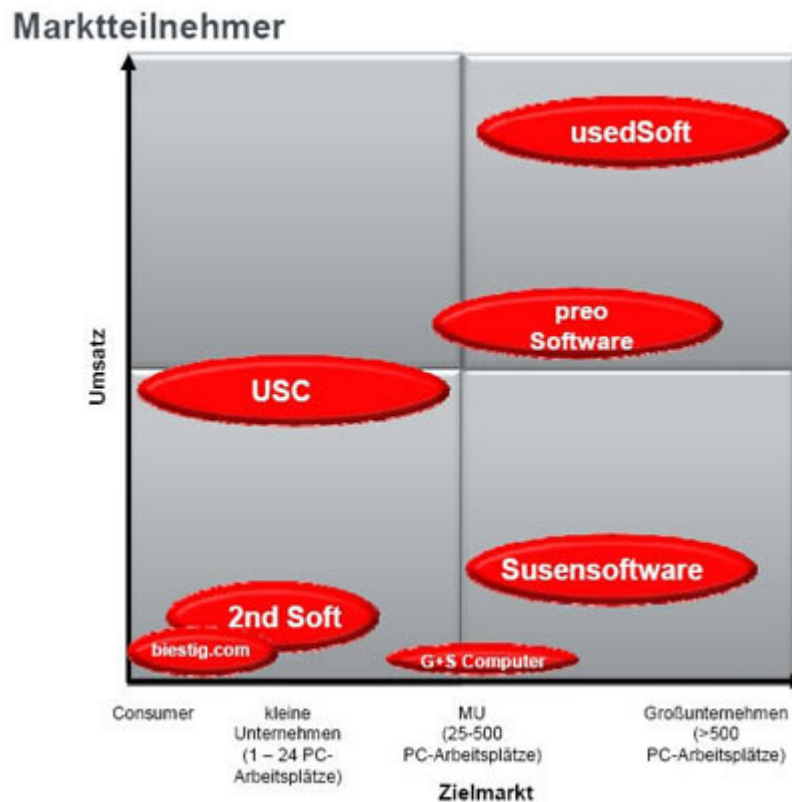 Marktteilnehmer
usedSoft
preo
Software
Umsatz
USC
Susensoftware
2nd Soft
biestig.com
G+S Computer
Consumer
kleine
Unternehmen
(1 – 24 PC-
Arbeitsplätze)
MU
(25-500
PC-Arbeitsplätze)
Großunternehmen
(>500
PC-Arbeitsplätze)
Zielmarkt